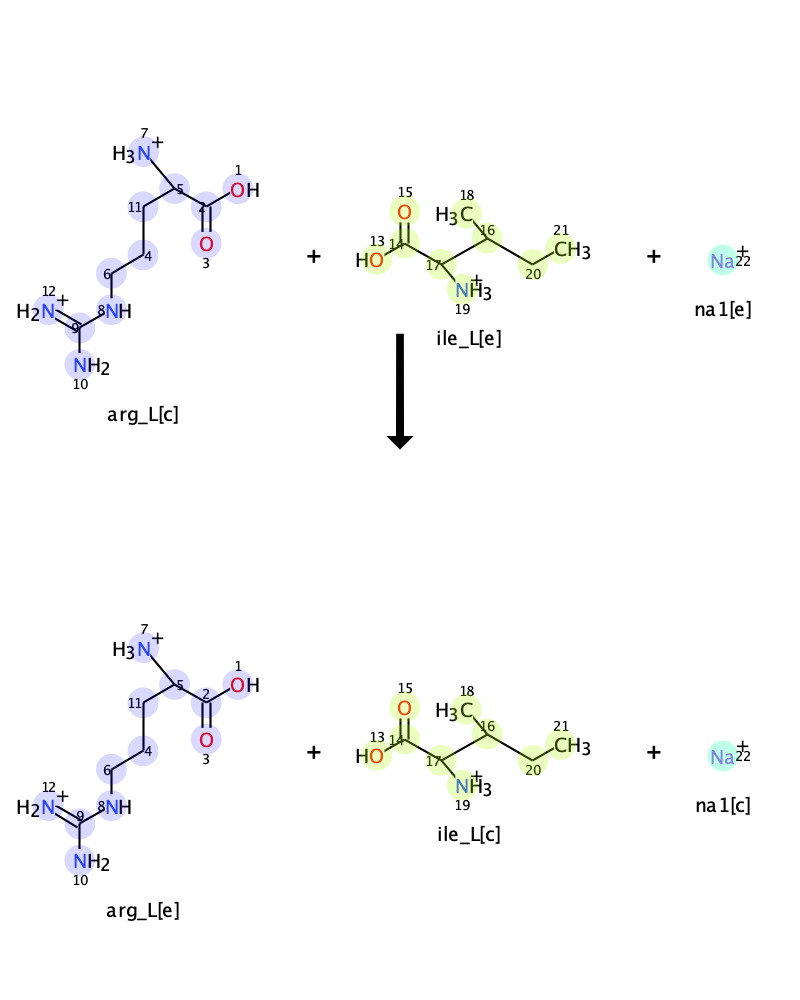 7
H3N+
1
5
OH
11
2
O
3
4
6
12
H2N+
8
NH
9
NH2
10
arg_L[c]
+
15
O
18
H3C
13
HO
14
16
21
CH3
17
20
NH3+
19
ile_L[e]
+
Na+
22
na1[e]
7
H3N+
1
5
OH
11
2
O
3
4
6
12
H2N+
8
NH
9
NH2
10
arg_L[e]
+
15
O
18
H3C
13
HO
14
16
21
CH3
17
20
NH3+
19
ile_L[c]
+
Na+
22
na1[c]